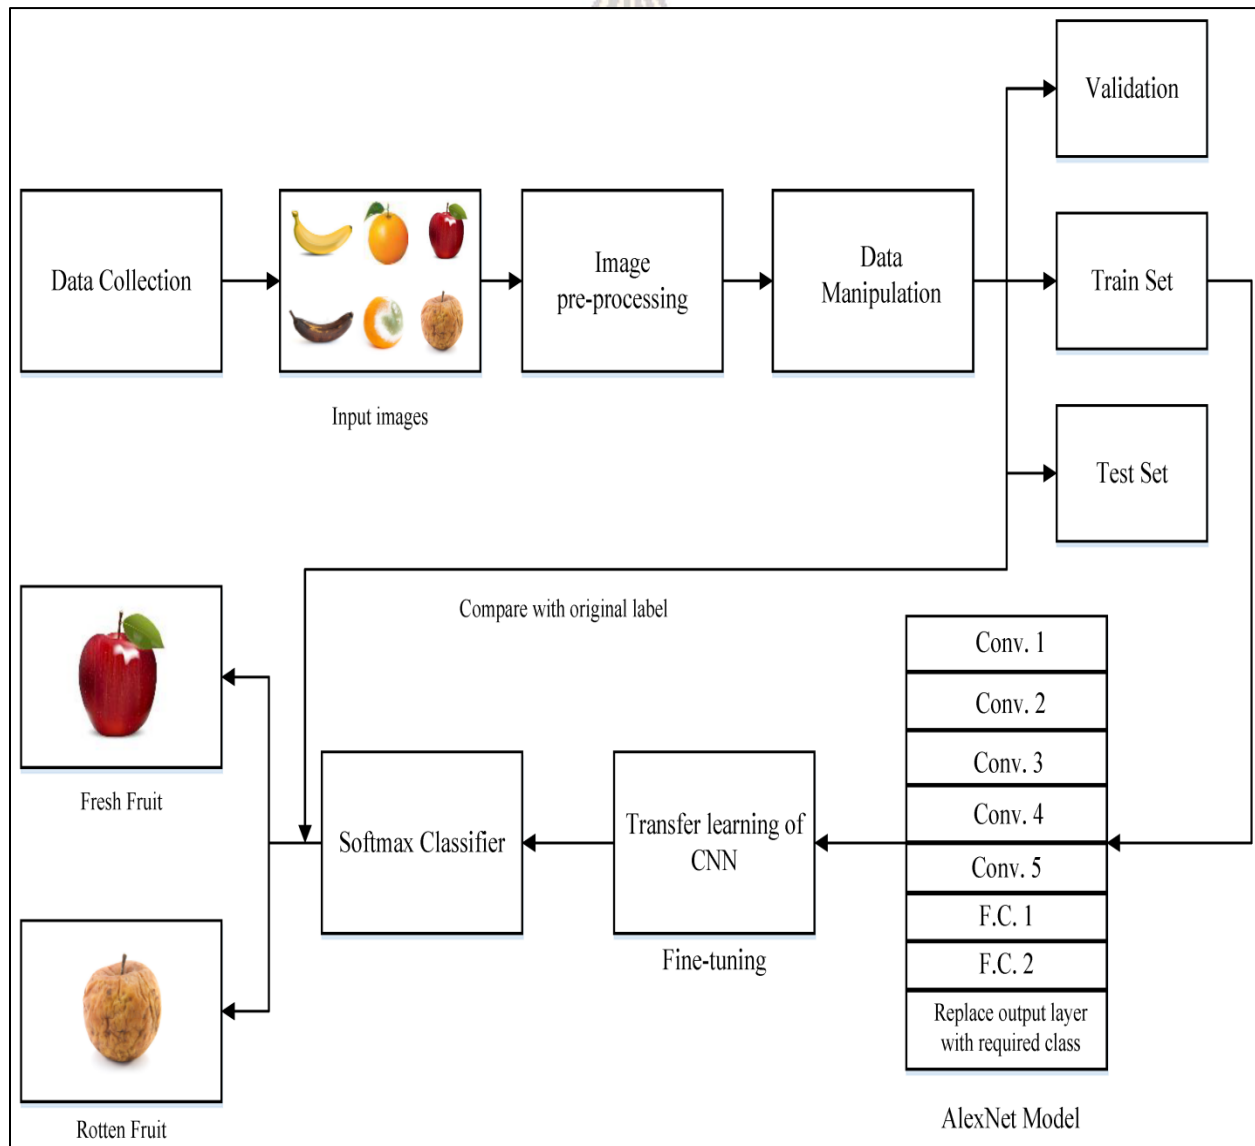 Validation
Data Collection
Image
pre-processing
Data
Manipulation
Train Set
Input images
Test Set
Compare with original label
Conv. 1
Conv. 2
Conv. 3
Conv. 4
Conv. 5
F.C. 1
F.C. 2
Replace output layer
with required class
AlexNet Model
Transfer learning of
CNN
Fine-tuning
Softmax Classifier
Fresh Fruit
Rotten Fruit